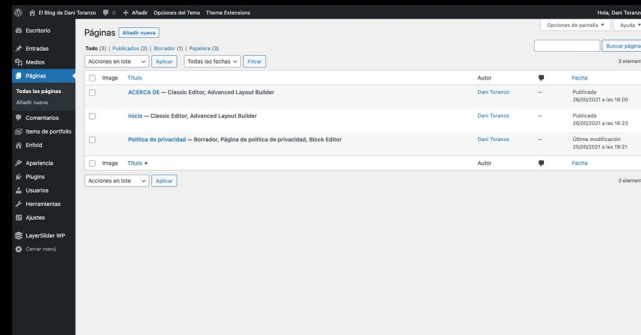 El Blog de Dani Toranzo 0 + Añadir Opciones del Tema Theme Extensions Hola, Dani Toranzo
Opciones de pantalla Ayuda
Escritorio
Entradas
Medios
Páginas
Todas las páginas
Añadir nueva
Comentarios
Items de portfolio
Enfold
Apariencia
Plugins
Usuarios
Herramientas
Ajustes
LayerSlider WP
Cerrar menú
Páginas Añadir nueva
Todo (3) | Publicados (2) | Borrador (1) | Papelera (3)
Buscar página
Acciones en lote Aplicar Todas las fechas Filtrar 3 element
Image Título Autor Fecha
ACERCA DE — Classic Editor, Advanced Layout Builder Dani Toranzo — Publicada
26/05/2021 a las 18:00
inicio — Classic Editor, Advanced Layout Builder Dani Toranzo — Publicada
26/05/2021 a las 16:23
Política de privacidad — Borrador, Página de política de privacidad, Block Editor Dani Toranzo — Última modificación
25/05/2021 a las 19:21
Image Título Autor Fecha
Acciones en lote Aplicar 3 element